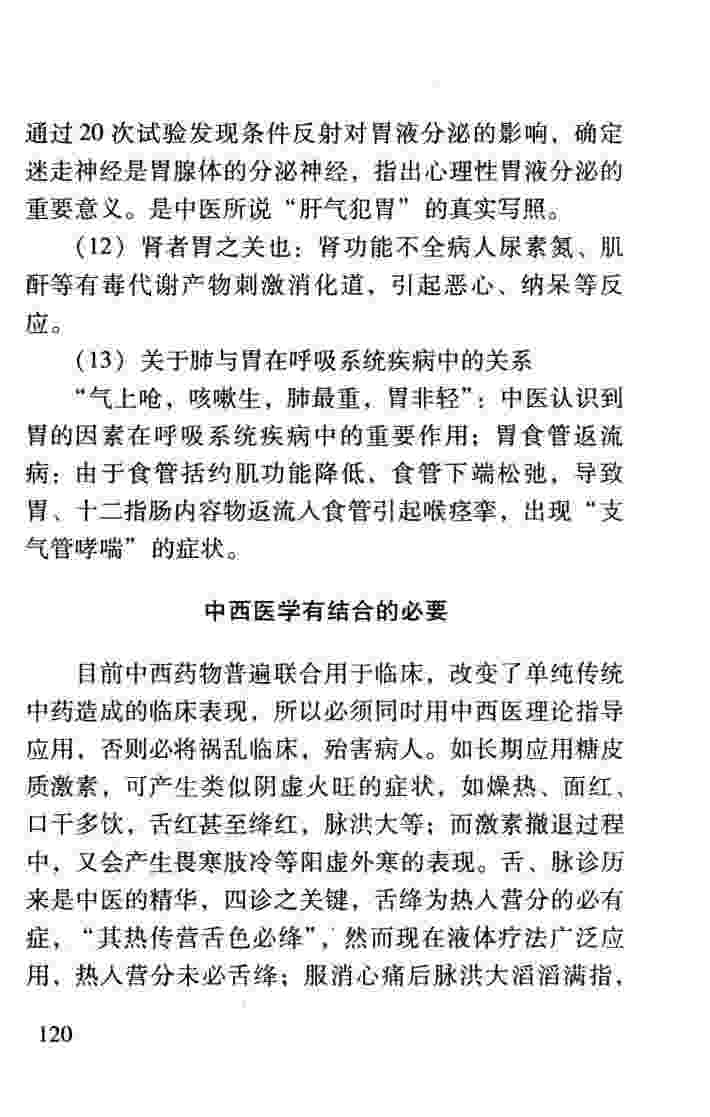 通过20次试验发现条件反射对胃液分泌的影响，确定
迷走神经是胃腺体的分泌神经，指出心理性胃液分泌的
重要意义。是中医所说“肝气犯胃”的真实写照。
（12）肾者胃之关也：肾功能不全病人尿素氮、肌
酐等有毒代谢产物刺激消化道，引起恶心、纳呆等反
应。
（13）关于肺与胃在呼吸系统疾病中的关系
“气上呛，咳嗽生，肺最重，胃非轻”：中医认识到
胃的因素在呼吸系统疾病中的重要作用；胃食管返流
病：由于食管括约肌功能降低，食管下端松弛，导致
胃、十二指肠内容物返流入食管引起喉痉挛，出现“支
气管哮喘”的症状。
中西医学有结合的必要
目前中西药物普遍联合用于临床，改变了单纯传统
中药造成的临床表现，所以必须同时用中西医理论指导
应用，否则必将祸乱临床，殆害病人。如长期应用糖皮
质激素，可产生类似阴虚火旺的症状，如燥热、面红、
口干多饮，舌红甚至绛红，脉洪大等；而激素撤退过程
中，又会产生畏寒肢冷等阳虚外寒的表现。舌、脉诊历
来是中医的精华，四诊之关键，舌绛为热入营分的必有
症，“其热传营舌色必绛”，然而现在液体疗法广泛应
用，热入营分未必舌绛；服消心痛后脉洪大滔滔满指，
120